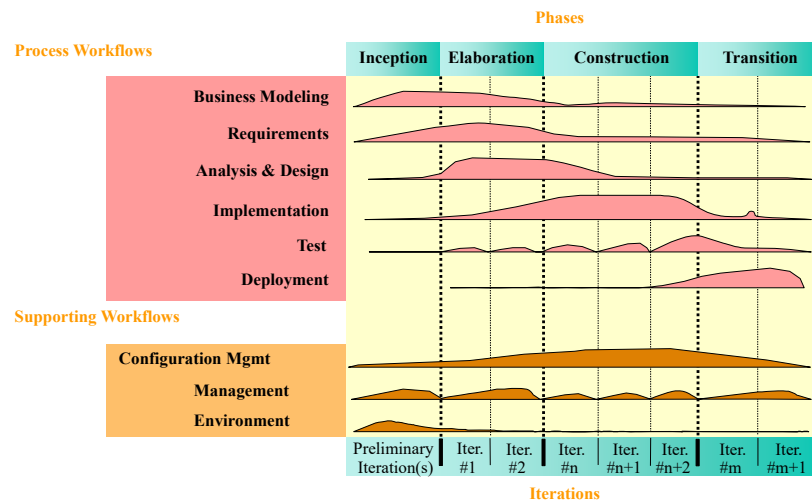 Phases
Process Workflows
Inception Elaboration Construction Transition
Business Modeling
Requirements
Analysis & Design
Implementation
Test
Deployment
Supporting Workflows
Configuration Mgmt
Management
Environment
Preliminary Iter. Iter. Iter. Iter. Iter. Iter. Iter.
Iteration(s) #1 #2 #n #n+1 #n+2 #m #m+1
Iterations